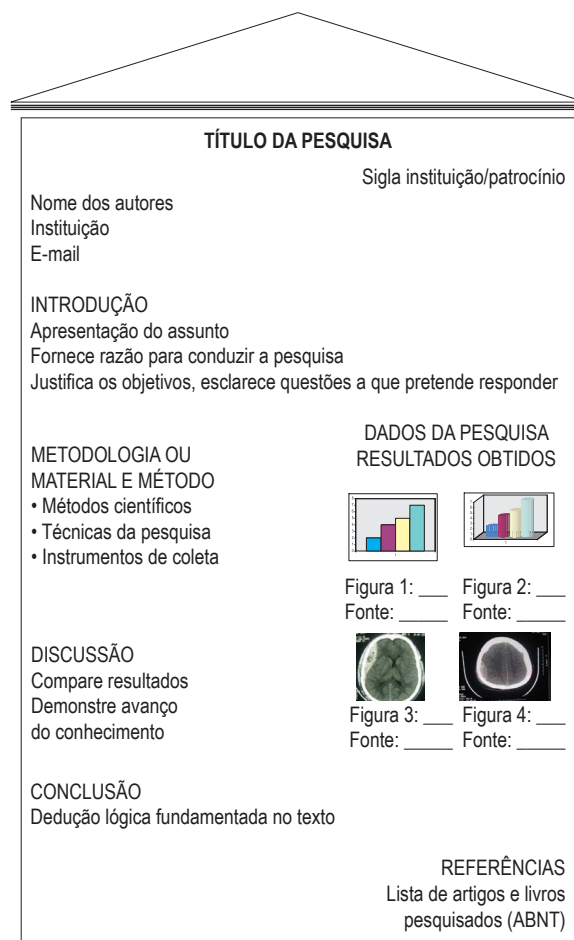 TÍTULO DA PESQUISA
Sigla instituição/patrocínio
Nome dos autores
Instituição
E-mail
INTRODUÇÃO
Apresentação do assunto
Fornece razão para conduzir a pesquisa
Justifica os objetivos, esclarece questões a que pretende responder
METODOLOGIA OU
MATERIAL E MÉTODO
• Métodos científicos
• Técnicas da pesquisa
• Instrumentos de coleta
DADOS DA PESQUISA
RESULTADOS OBTIDOS
Figura 1: ___ Figura 2: ___
Fonte: _____ Fonte: _____
DISCUSSÃO
Compare resultados
Demonstre avanço
do conhecimento
Figura 3: ___ Figura 4: ___
Fonte: _____ Fonte: _____
CONCLUSÃO
Dedução lógica fundamentada no texto
REFERÊNCIAS
Lista de artigos e livros
pesquisados (ABNT)